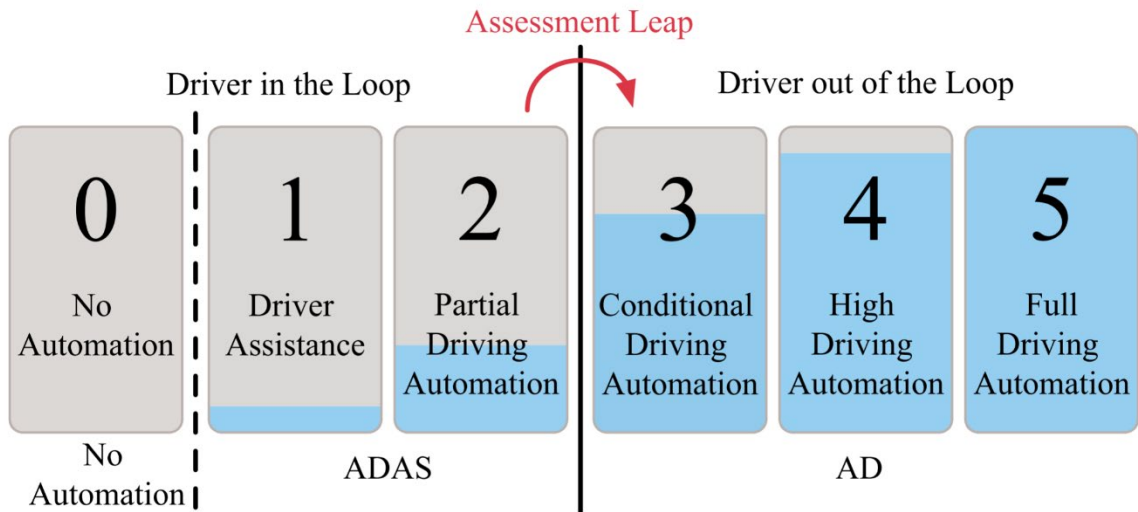 Assessment Leap
Driver in the Loop
Driver out of the Loop
0
No
Automation
1
Driver
Assistance
2
Partial
Driving
Automation
3
Conditional
Driving
Automation
4
High
Driving
Automation
5
Full
Driving
Automation
No
Automation
ADAS
AD